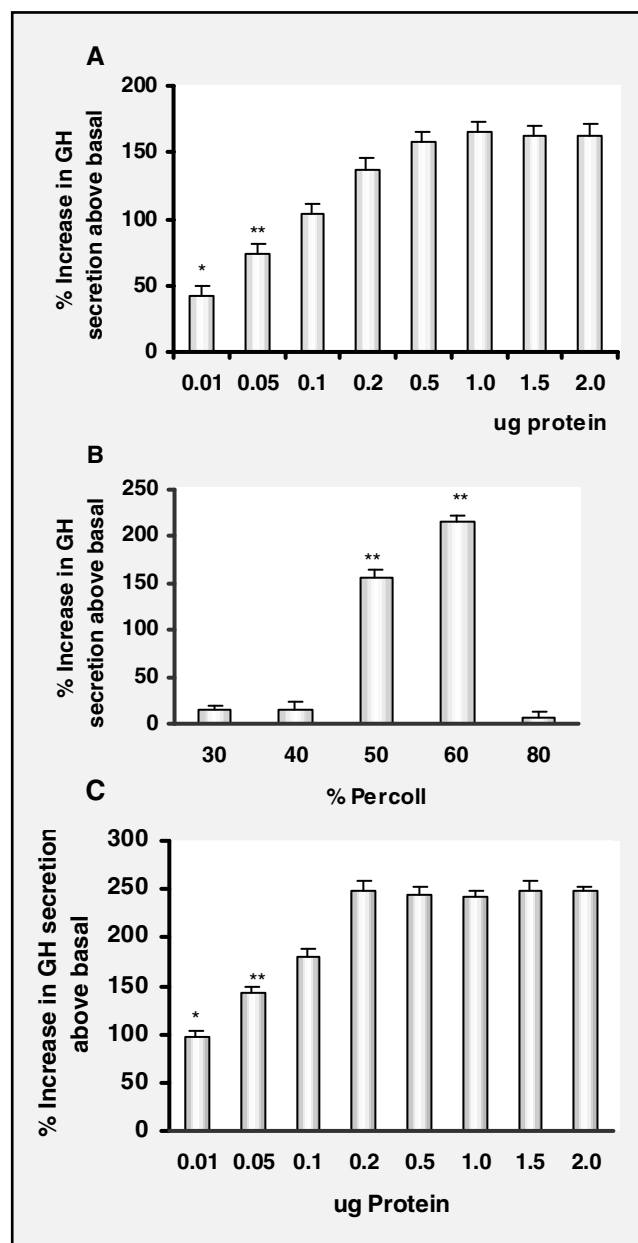 A
% Increase in GH
secretion above basal
200
150
100
50
0
*
**
0.01 0.05 0.1 0.2 0.5 1.0 1.5 2.0
ug protein
B
% Increase in GH
secretion above basal
250
200
150
100
50
0
**
**
30 40 50 60 80
% Percoll
C
% Increase in GH secretion
above basal
300
250
200
150
100
50
0
*
**
0.01 0.05 0.1 0.2 0.5 1.0 1.5 2.0
ug Protein